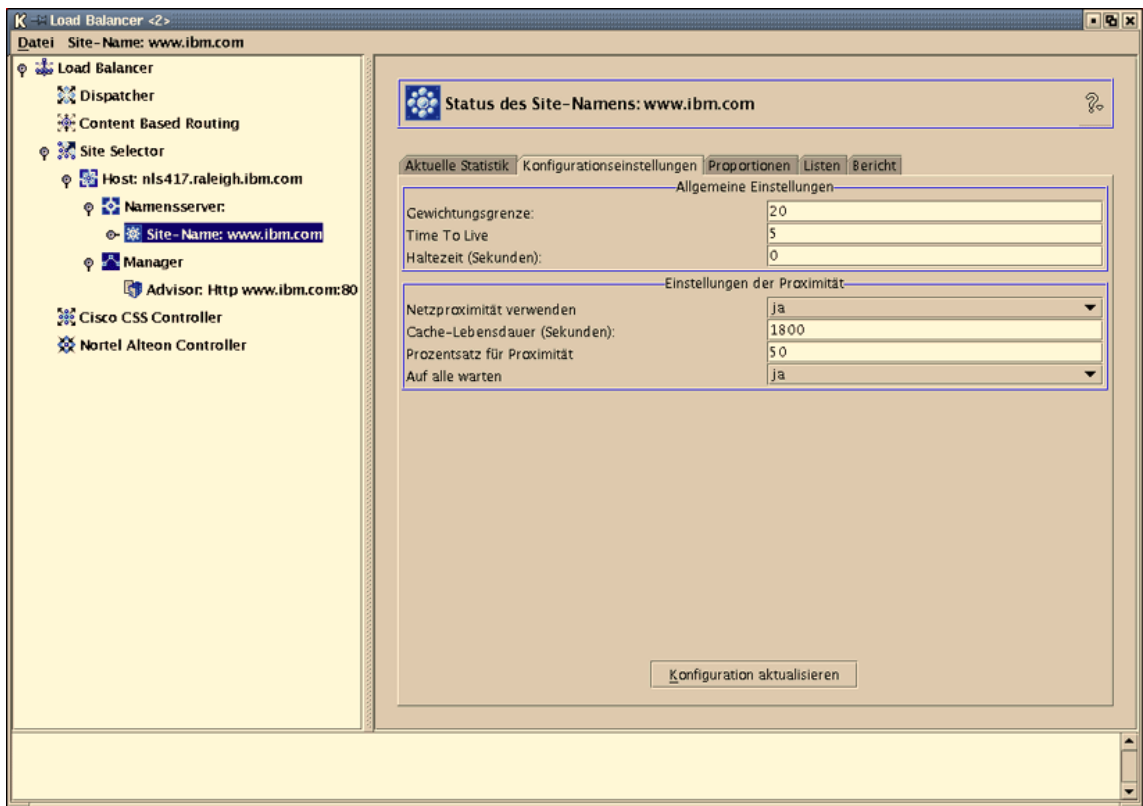 Load Balancer <2>
Datei Site-Name: www.ibm.com
Load Balancer
Dispatcher
Content Based Routing
Site Selector
Host: nls417.raleigh.ibm.com
Namensserver:
Site-Name: www.ibm.com
Manager
Advisor: Http www.ibm.com:80
Cisco CSS Controller
Nortel Alteon Controller
Status des Site-Namens: www.ibm.com
?
Aktuelle Statistik Konfigurationseinstellungen Proportionen Listen Bericht
Allgemeine Einstellungen
Gewichtungsgrenze: 20
Time To Live 5
Haltezeit (Sekunden): 0
Einstellungen der Proximität
Netzproximität verwenden ja
Cache-Lebensdauer (Sekunden): 1800
Prozentsatz für Proximität 50
Auf alle warten ja
Konfiguration aktualisieren